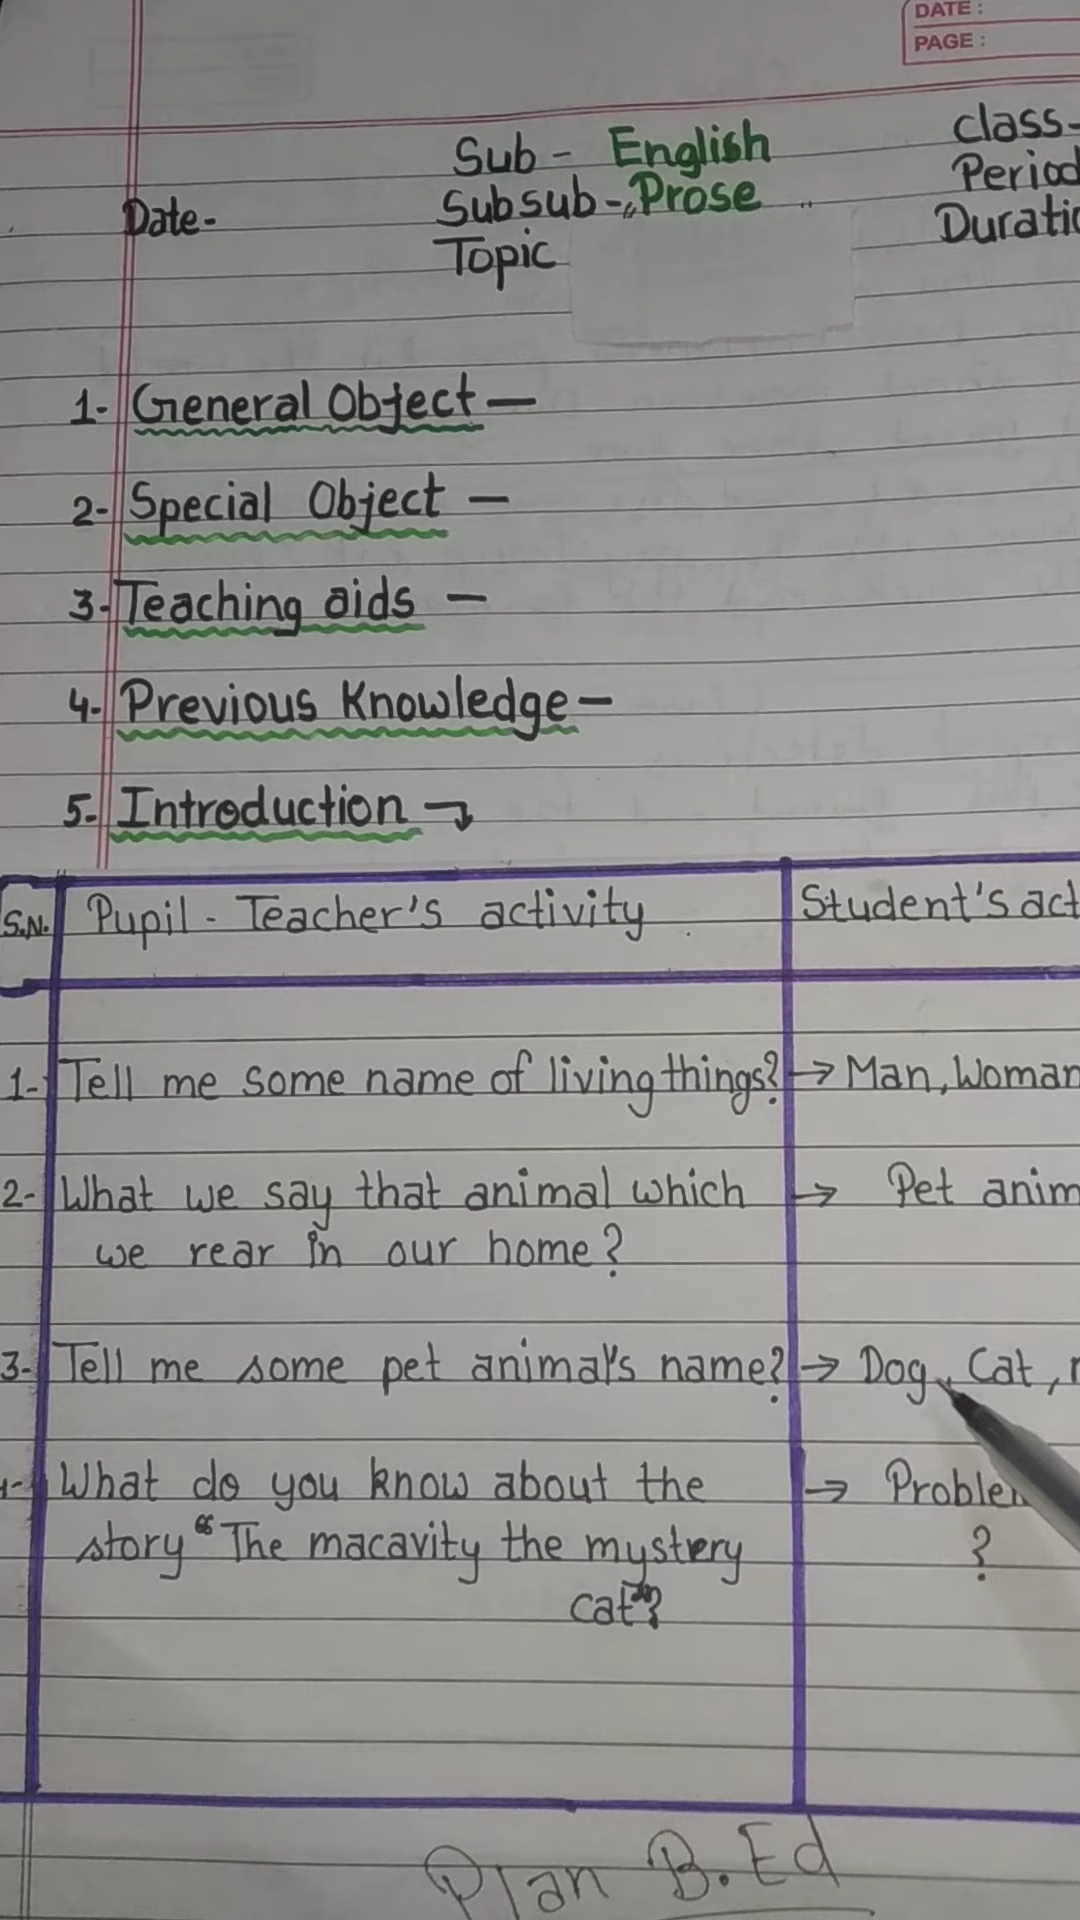 DATE :
PAGE :
Sub - English
class-
Date-
Subsub-,,Prose ,,
Period
Topic
Duratio
1- General Object —
2- Special Object —
3- Teaching aids —
4- Previous Knowledge —
5- Introduction
S.N. Pupil - Teacher's activity Student's act
1- Tell me some name of living things? → Man, Woman
2- What we say that animal which → Pet anim
we rear in our home?
3- Tell me some pet animal's name? → Dog, Cat,
What do you know about the → Proble
story "The macavity the mystery ?
cat"?
Plan B.Ed